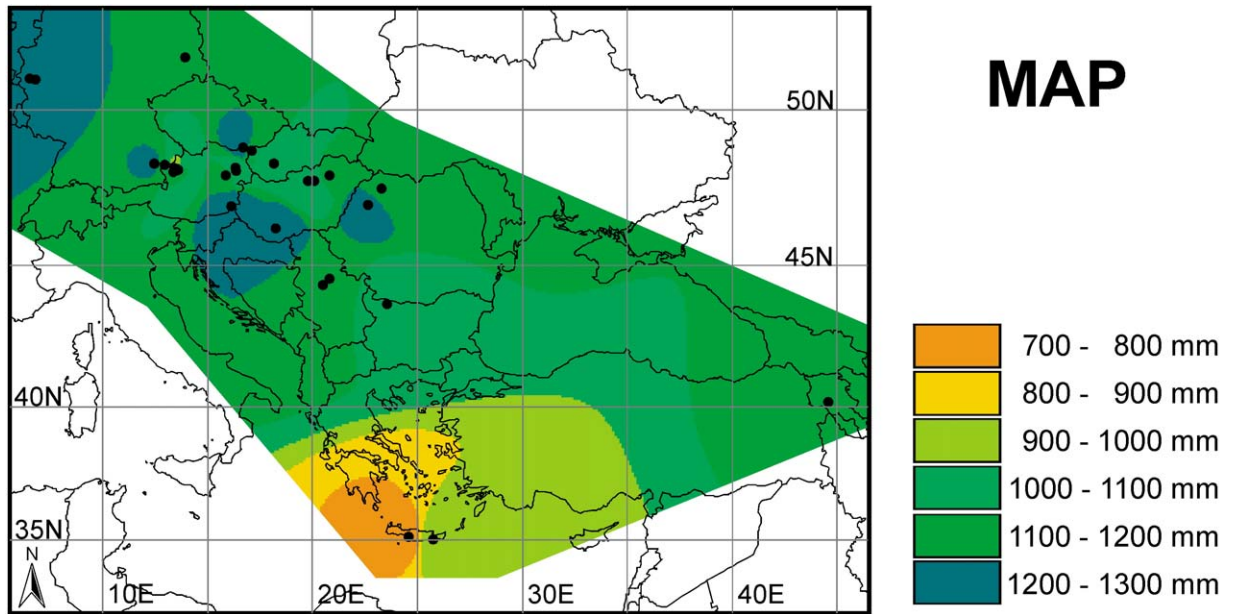 MAP
50N
45N
40N
35N
N
10E
20E
30E
40E
700 - 800 mm
800 - 900 mm
900 - 1000 mm
1000 - 1100 mm
1100 - 1200 mm
1200 - 1300 mm